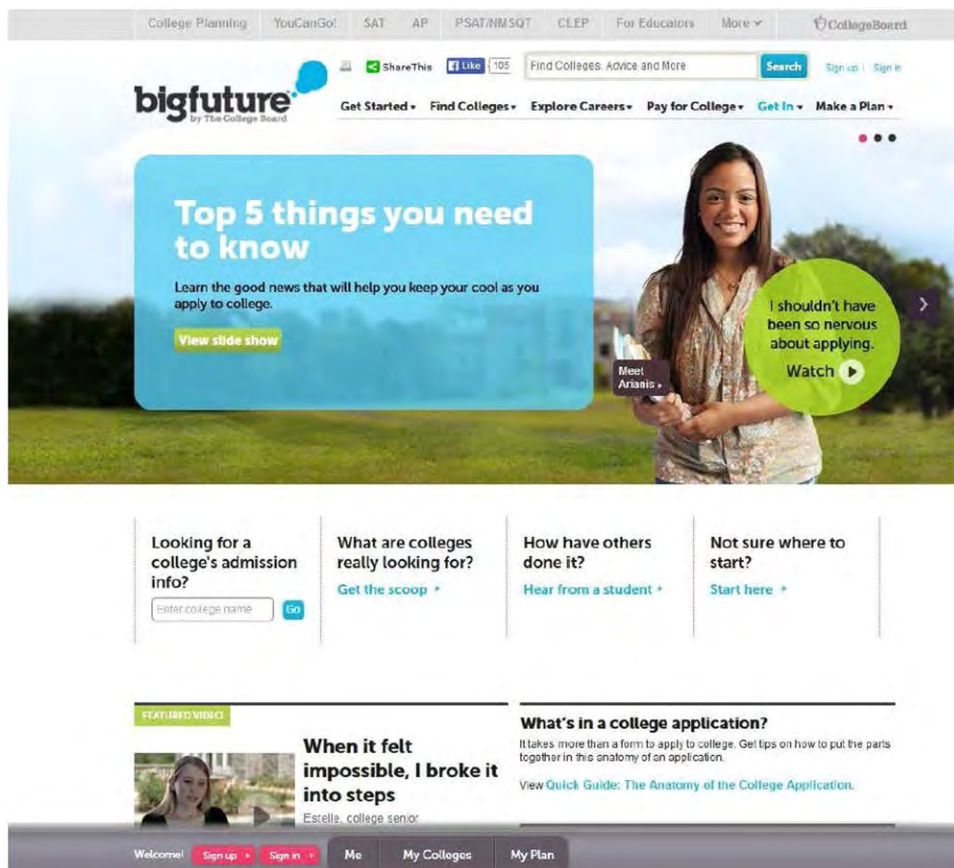 College Planning YouCanGo! SAT AP PSAT/NMSQT CLEP For Educators More CollegeBoard
ShareThis Like 105 Find Colleges, Advice and More Search Sign up | Sign in
bigfuture
by The College Board
Get Started Find Colleges Explore Careers Pay for College Get In Make a Plan
Top 5 things you need
to know
Learn the good news that will help you keep your cool as you
apply to college.
View slide show
Meet
Arianis
I shouldn't have
been so nervous
about applying.
Watch
Looking for a
college's admission
info?
Enter college name Go
What are colleges
really looking for?
Get the scoop
How have others
done it?
Hear from a student
Not sure where to
start?
Start here
FEATURED VIDEO
When it felt
impossible, I broke it
into steps
Estelle, college senior
What's in a college application?
It takes more than a form to apply to college. Get tips on how to put the parts
together in this anatomy of an application.
View Quick Guide: The Anatomy of the College Application.
Welcome! Sign up Sign in Me My Colleges My Plan